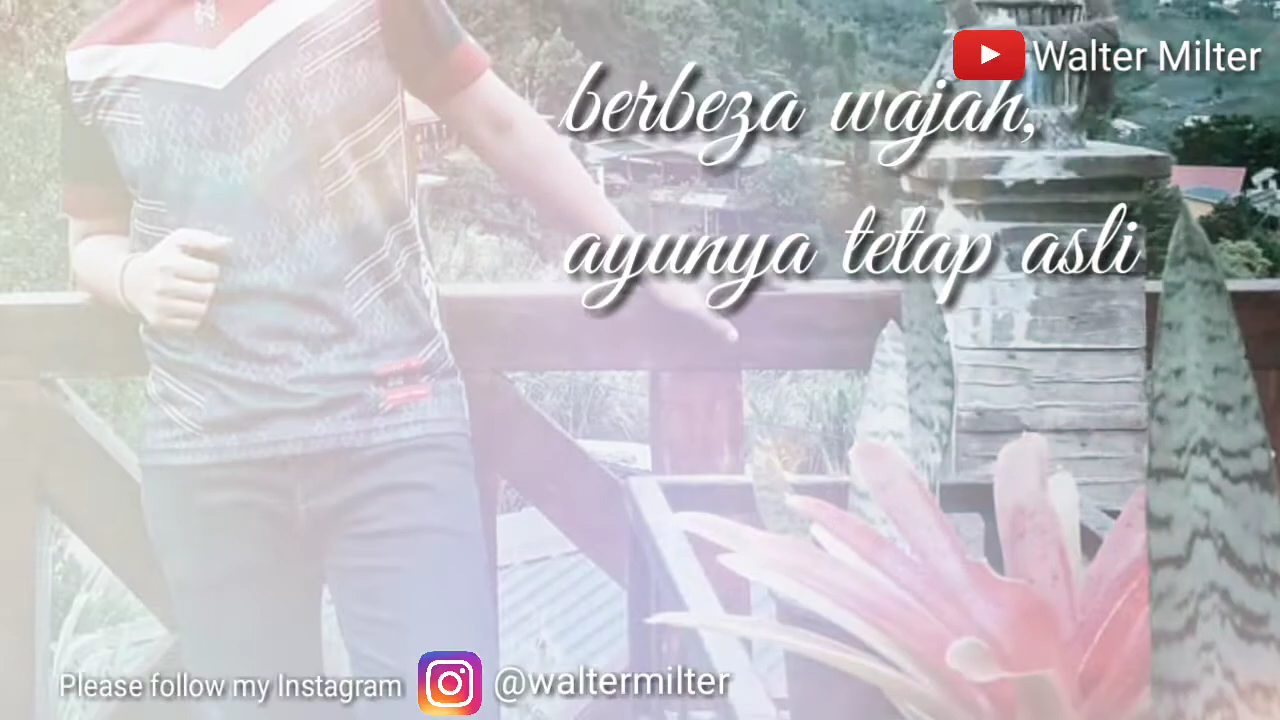 Walter Milter
berbeza wajah,
ayunya tetap asli
Please follow my Instagram @waltermilter